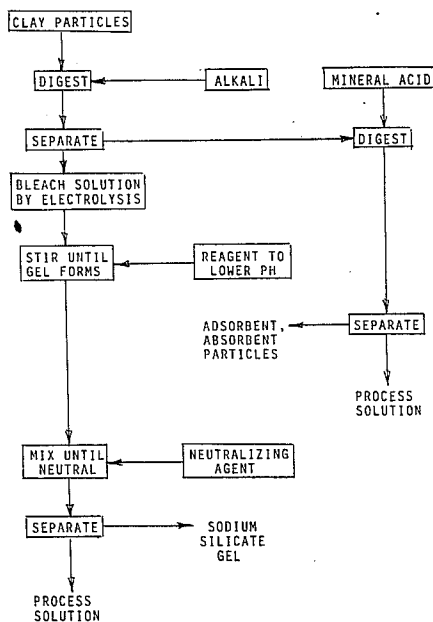 CLAY PARTICLES
DIGEST
ALKALI
MINERAL ACID
SEPARATE
DIGEST
BLEACH SOLUTION
BY ELECTROLYSIS
STIR UNTIL
GEL FORMS
REAGENT TO
LOWER PH
ADSORBENT,
ABSORBENT
PARTICLES
SEPARATE
PROCESS
SOLUTION
MIX UNTIL
NEUTRAL
NEUTRALIZING
AGENT
SEPARATE
SODIUM
SILICATE
GEL
PROCESS
SOLUTION